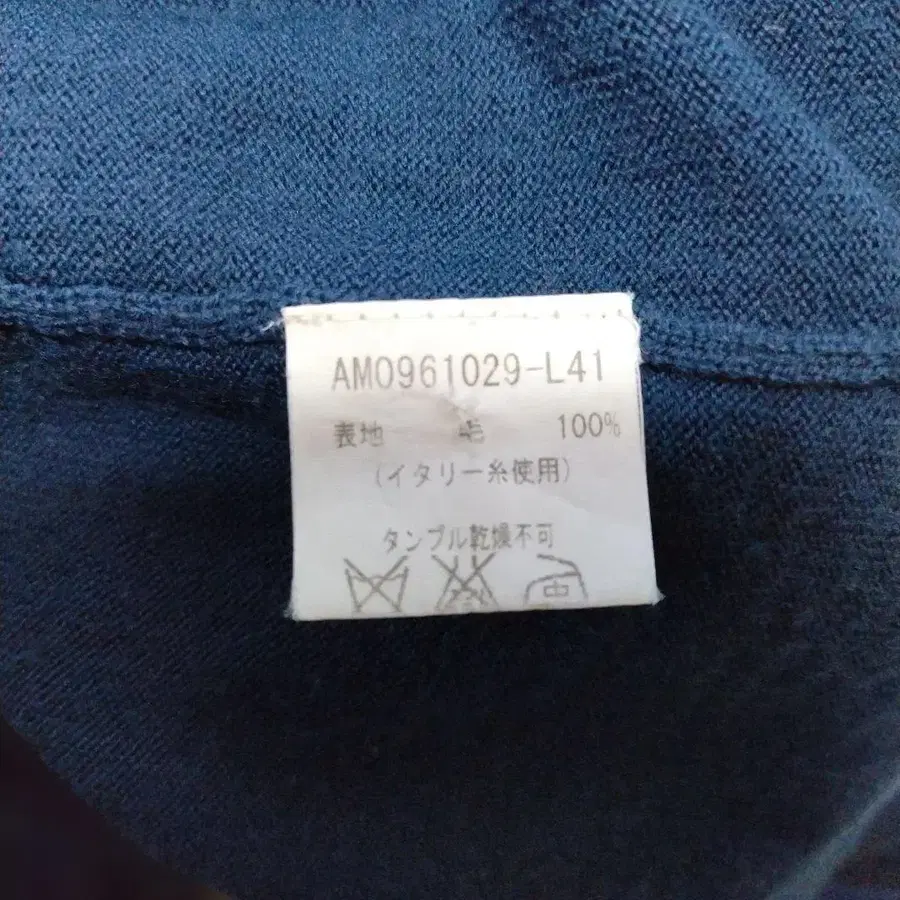 AM0961029-L41
表地 毛 100%
(イタリー糸使用)
タンブル乾燥不可
中